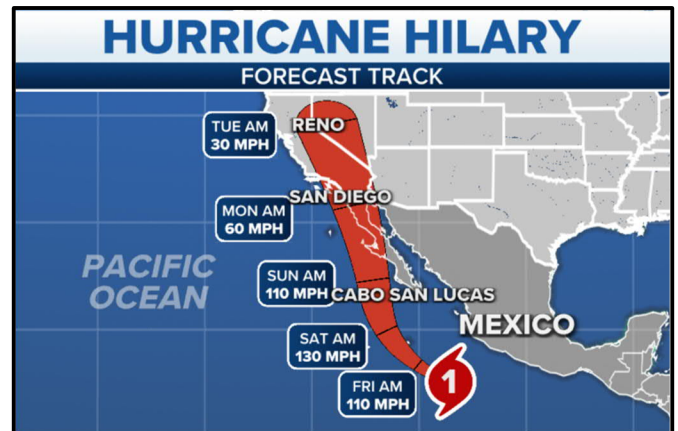 HURRICANE HILARY
FORECAST TRACK
TUE AM
30 MPH
RENO
SAN DIEGO
MON AM
60 MPH
PACIFIC
OCEAN
SUN AM
110 MPH
CABO SAN LUCAS
MEXICO
SAT AM
130 MPH
FRI AM
110 MPH
1